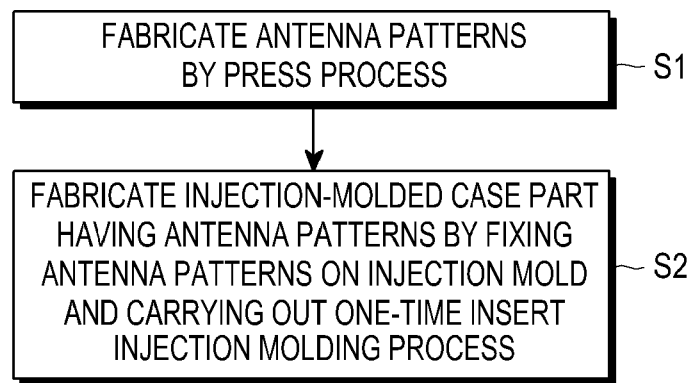 FABRICATE ANTENNA PATTERNS
BY PRESS PROCESS
S1
FABRICATE INJECTION-MOLDED CASE PART
HAVING ANTENNA PATTERNS BY FIXING
ANTENNA PATTERNS ON INJECTION MOLD
AND CARRYING OUT ONE-TIME INSERT
INJECTION MOLDING PROCESS
S2